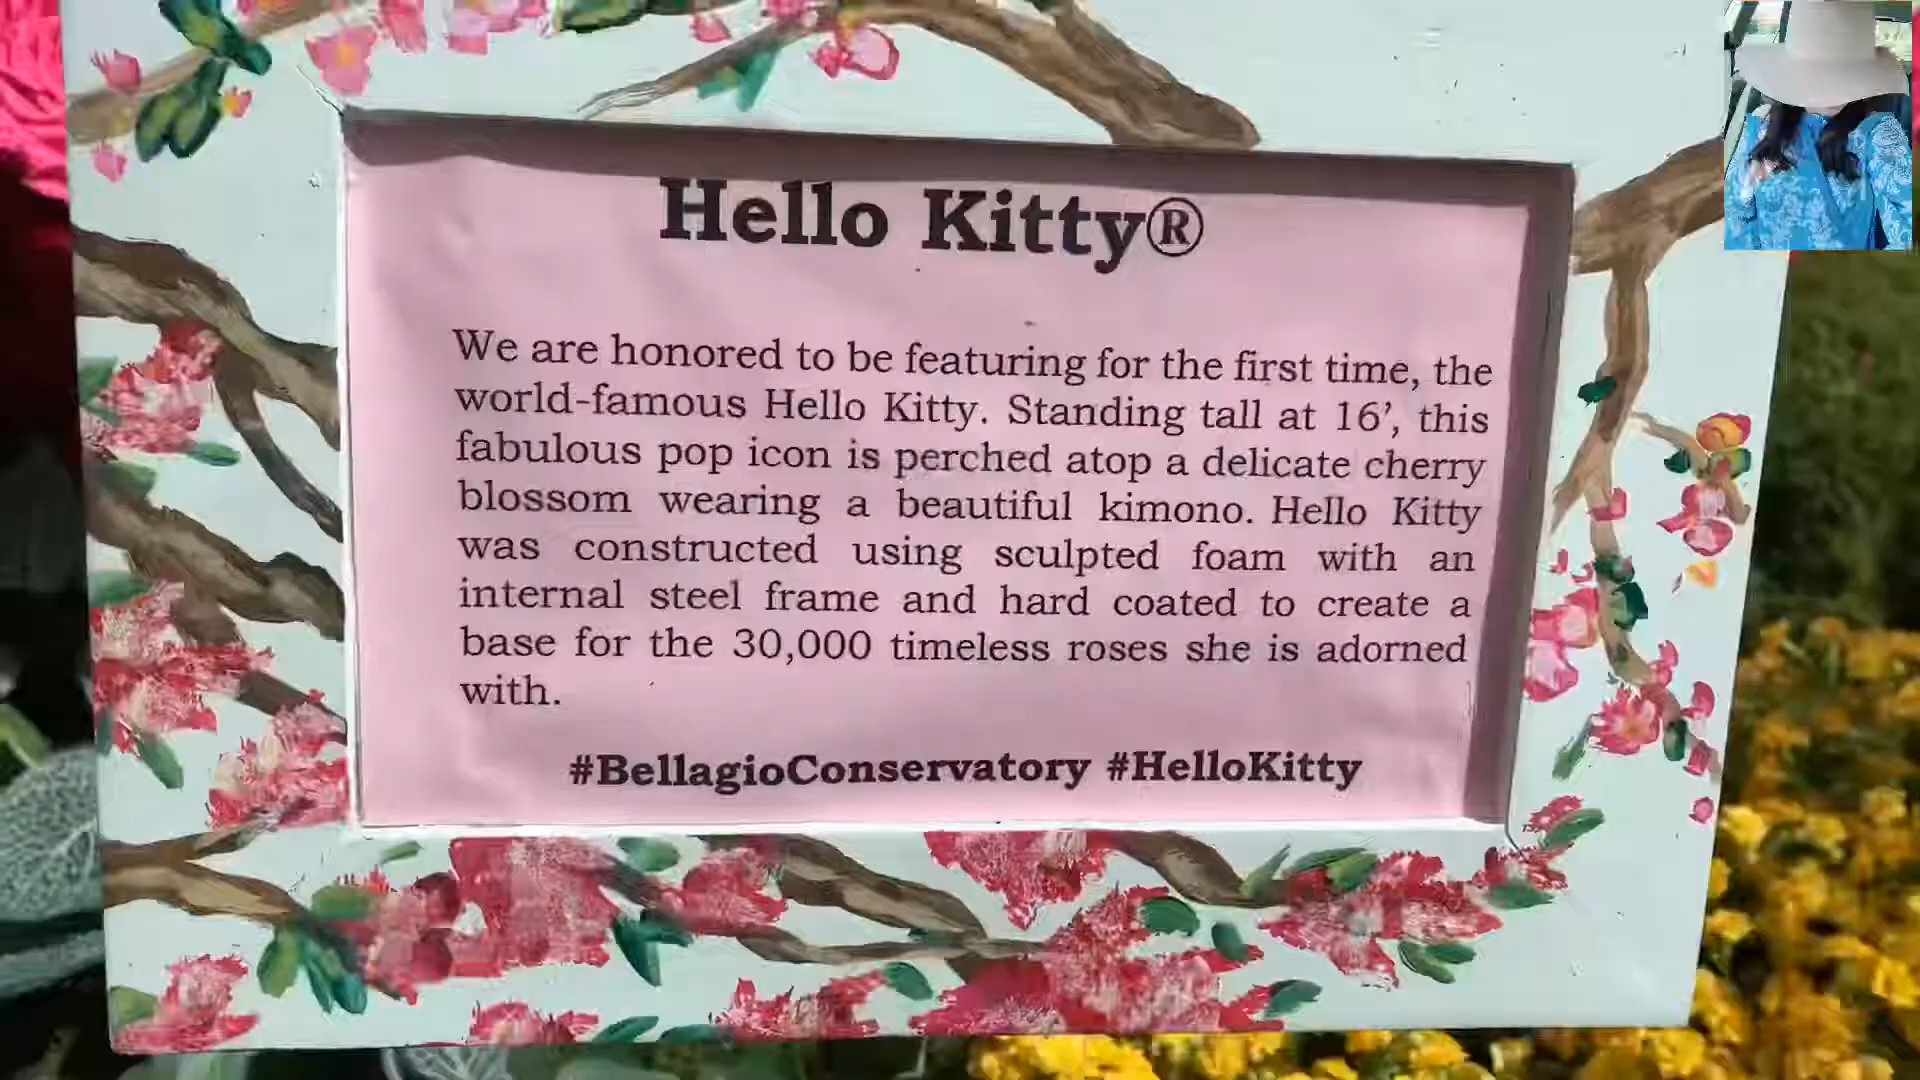 Hello Kitty®
We are honored to be featuring for the first time, the
world-famous Hello Kitty. Standing tall at 16’, this
fabulous pop icon is perched atop a delicate cherry
blossom wearing a beautiful kimono. Hello Kitty
was constructed using sculpted foam with an
internal steel frame and hard coated to create a
base for the 30,000 timeless roses she is adorned
with.
#BellagioConservatory #HelloKitty